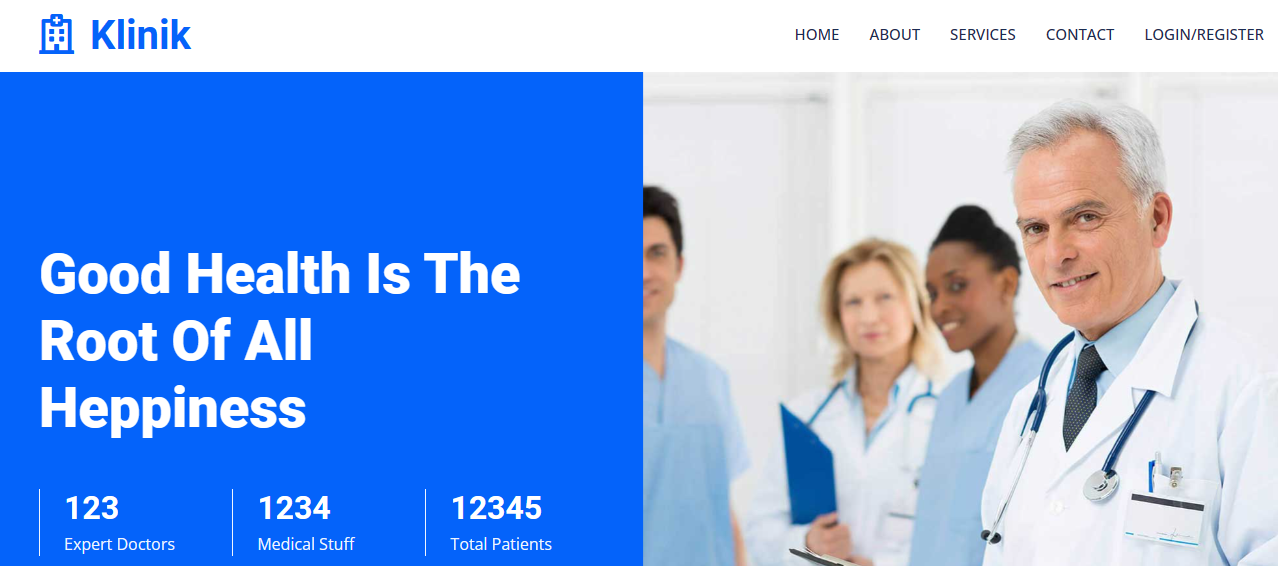 Klinik
HOME ABOUT SERVICES CONTACT LOGIN/REGISTER
Good Health Is The
Root Of All
Heppiness
123 1234 12345
Expert Doctors Medical Stuff Total Patients